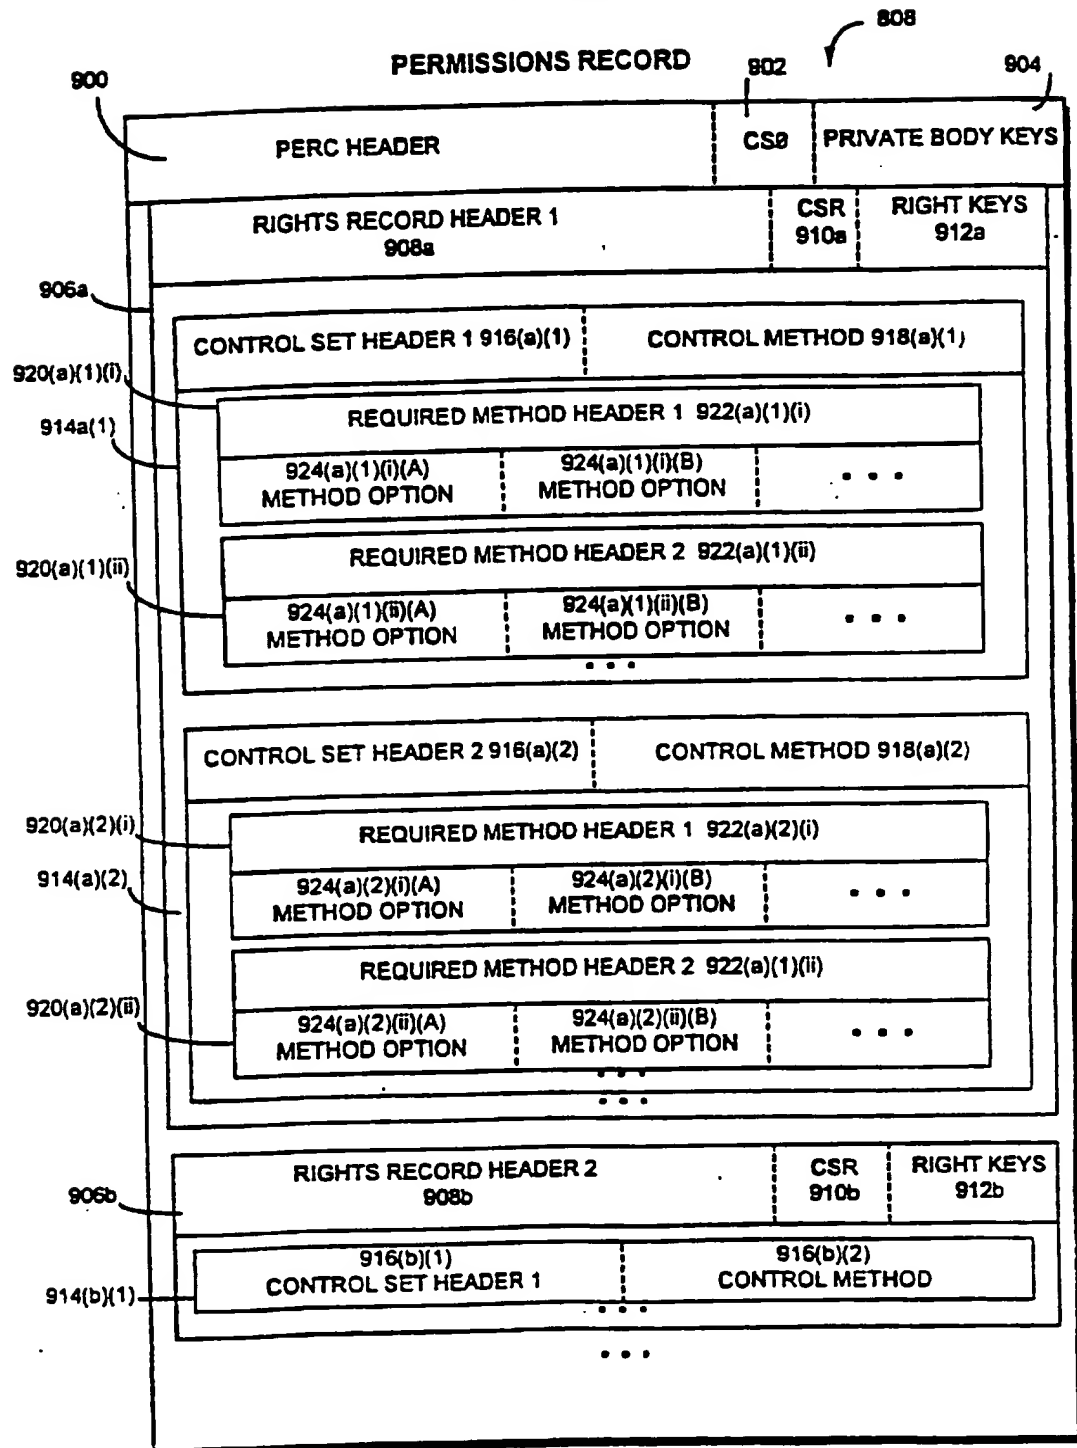 808
PERMISSIONS RECORD
900
902
904
PERC HEADER
CS0
PRIVATE BODY KEYS
RIGHTS RECORD HEADER 1
908a
CSR
910a
RIGHT KEYS
912a
906a
CONTROL SET HEADER 1 916(a)(1)
CONTROL METHOD 918(a)(1)
920(a)(1)(i)
REQUIRED METHOD HEADER 1 922(a)(1)(i)
914a(1)
924(a)(1)(i)(A)
METHOD OPTION
924(a)(1)(i)(B)
METHOD OPTION
• • •
REQUIRED METHOD HEADER 2 922(a)(1)(ii)
920(a)(1)(ii)
924(a)(1)(ii)(A)
METHOD OPTION
924(a)(1)(ii)(B)
METHOD OPTION
• • •
• • •
CONTROL SET HEADER 2 916(a)(2)
CONTROL METHOD 918(a)(2)
920(a)(2)(i)
REQUIRED METHOD HEADER 1 922(a)(2)(i)
914(a)(2)
924(a)(2)(i)(A)
METHOD OPTION
924(a)(2)(i)(B)
METHOD OPTION
• • •
REQUIRED METHOD HEADER 2 922(a)(1)(ii)
920(a)(2)(ii)
924(a)(2)(ii)(A)
METHOD OPTION
924(a)(2)(ii)(B)
METHOD OPTION
• • •
• • •
• • •
RIGHTS RECORD HEADER 2
908b
CSR
910b
RIGHT KEYS
912b
906b
916(b)(1)
CONTROL SET HEADER 1
916(b)(2)
CONTROL METHOD
914(b)(1)
• • •
• • •